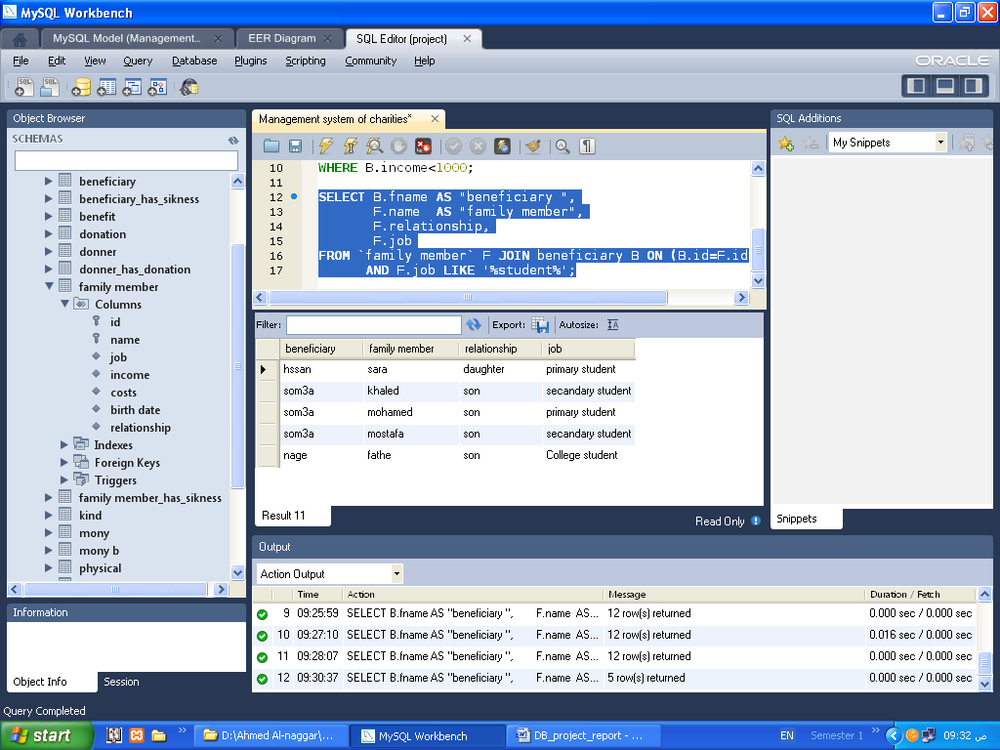 MySQL Workbench
MySQL Model (Management... EER Diagram SQL Editor (project)
File Edit View Query Database Plugins Scripting Community Help
ORACLE
SQL SQL
Object Browser
SCHEMAS
beneficiary
beneficiary_has_sikness
benefit
donation
donner
donner_has_donation
family member
Columns
id
name
job
income
costs
birth date
relationship
Indexes
Foreign Keys
Triggers
family member_has_sikness
kind
mony
mony b
physical
Information
Object Info Session
Management system of charities*
10 WHERE B.income<1000;
11
12 SELECT B.fname AS "beneficiary ",
13 F.name AS "family member",
14 F.relationship,
15 F.job
16 FROM `family member` F JOIN beneficiary B ON (B.id=F.id
17 AND F.job LIKE '%student%';
Filter: Export: Autosize:
beneficiary family member relationship job
hssan sara daughter primary student
som3a khaled son secandary student
som3a mohamed son primary student
som3a mostafa son secandary student
nage fathe son College student
Result 11
Read Only
SQL Additions
My Snippets
Snippets
Output
Action Output
Time Action Message Duration / Fetch
9 09:25:59 SELECT B.fname AS "beneficiary ", F.name AS... 12 row(s) returned 0.000 sec / 0.000 sec
10 09:27:10 SELECT B.fname AS "beneficiary ", F.name AS... 12 row(s) returned 0.016 sec / 0.000 sec
11 09:28:07 SELECT B.fname AS "beneficiary ", F.name AS... 12 row(s) returned 0.000 sec / 0.000 sec
12 09:30:37 SELECT B.fname AS "beneficiary ", F.name AS... 5 row(s) returned 0.000 sec / 0.000 sec
Query Completed
start D:\Ahmed Al-naggar\... MySQL Workbench DB_project_report - ... EN Semester 1 09:32 ص